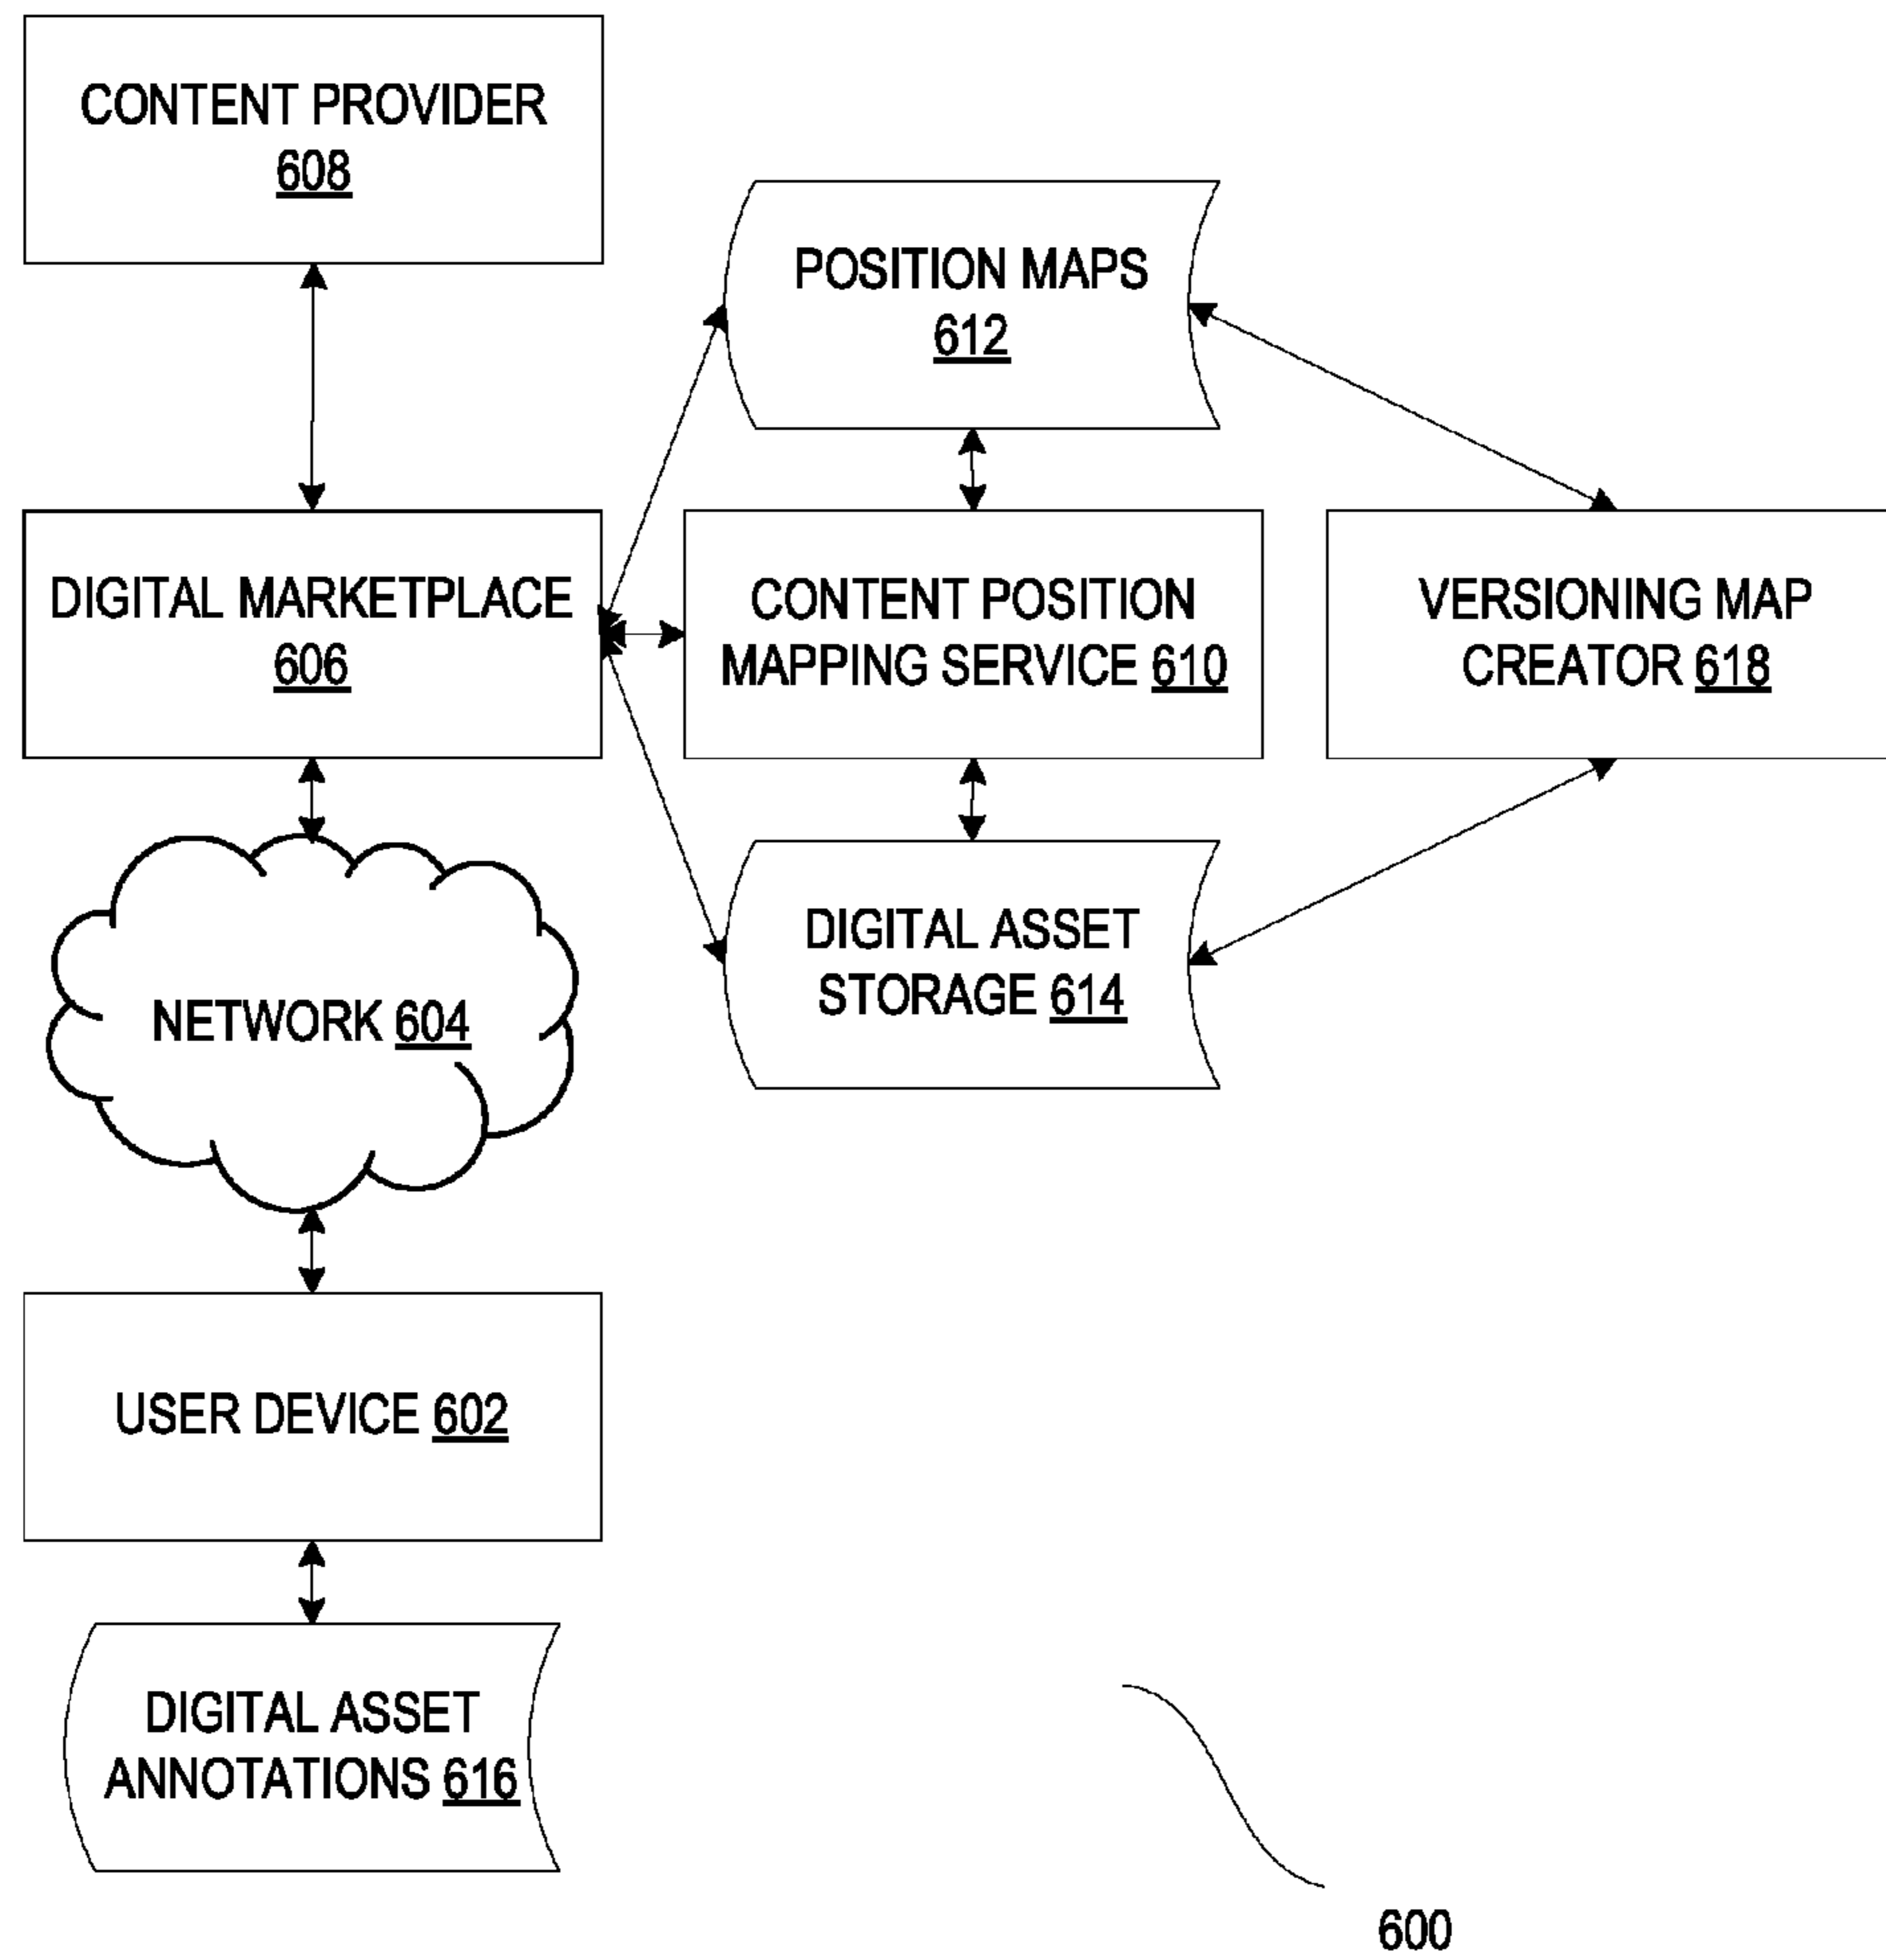 CONTENT PROVIDER
608
POSITION MAPS
612
DIGITAL MARKETPLACE
606
CONTENT POSITION
MAPPING SERVICE 610
VERSIONING MAP
CREATOR 618
DIGITAL ASSET
STORAGE 614
NETWORK 604
USER DEVICE 602
DIGITAL ASSET
ANNOTATIONS 616
600